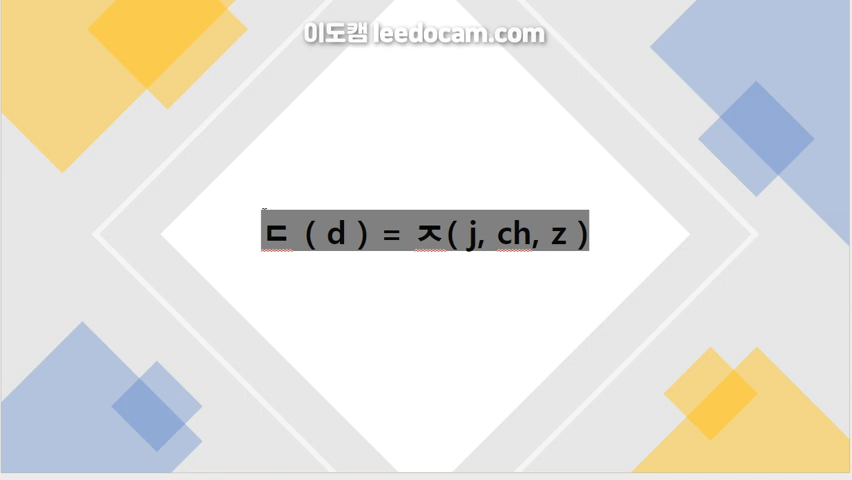 이도캠 leedocam.com
ㄷ ( d ) = ㅈ( j, ch, z )